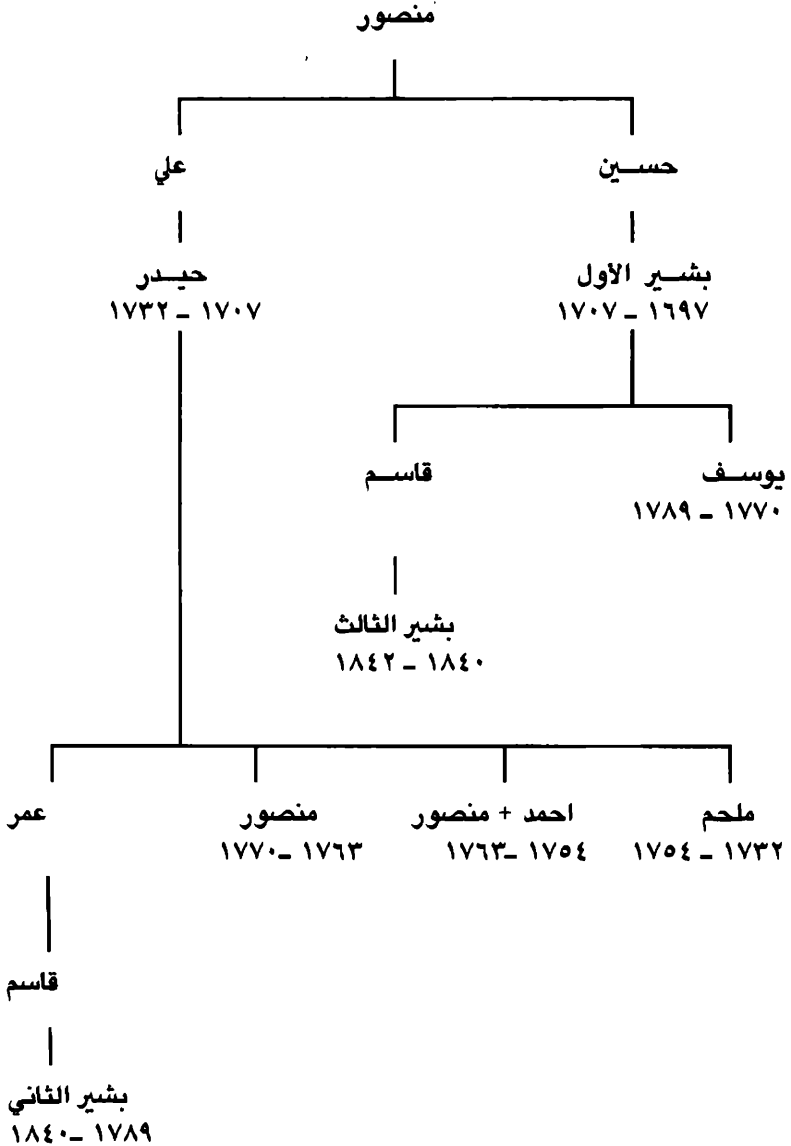 منصور
حسين
علي
بشير الأول
١٦٩٧ - ١٧٠٧
حيدر
١٧٠٧ - ١٧٣٢
يوسف
١٧٧٠ - ١٧٨٩
قاسم
بشير الثالث
١٨٤٠ - ١٨٤٢
ملحم
١٧٣٢ - ١٧٥٤
احمد + منصور
١٧٥٤ - ١٧٦٣
منصور
١٧٦٣ - ١٧٧٠
عمر
قاسم
بشير الثاني
١٧٨٩ - ١٨٤٠